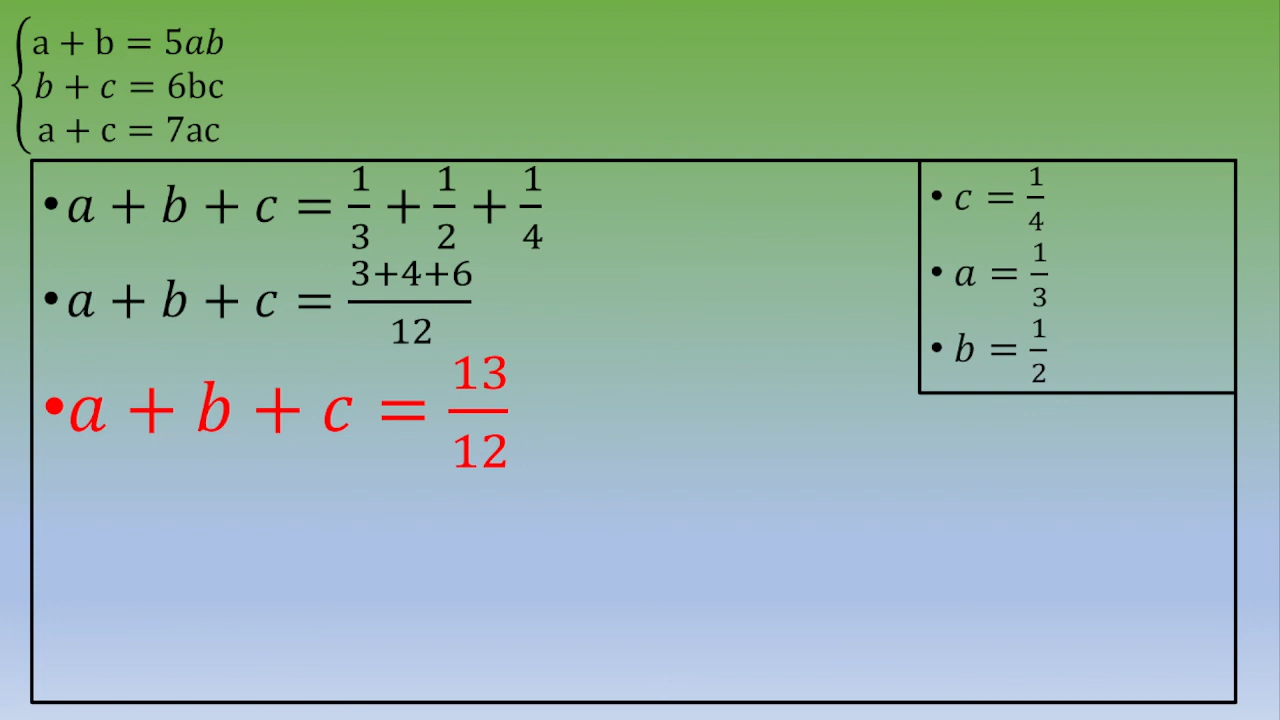 a + b = 5ab
b + c = 6bc
a + c = 7ac
• a + b + c = 1/3 + 1/2 + 1/4
• a + b + c = (3+4+6)/12
• a + b + c = 13/12
• c = 1/4
• a = 1/3
• b = 1/2